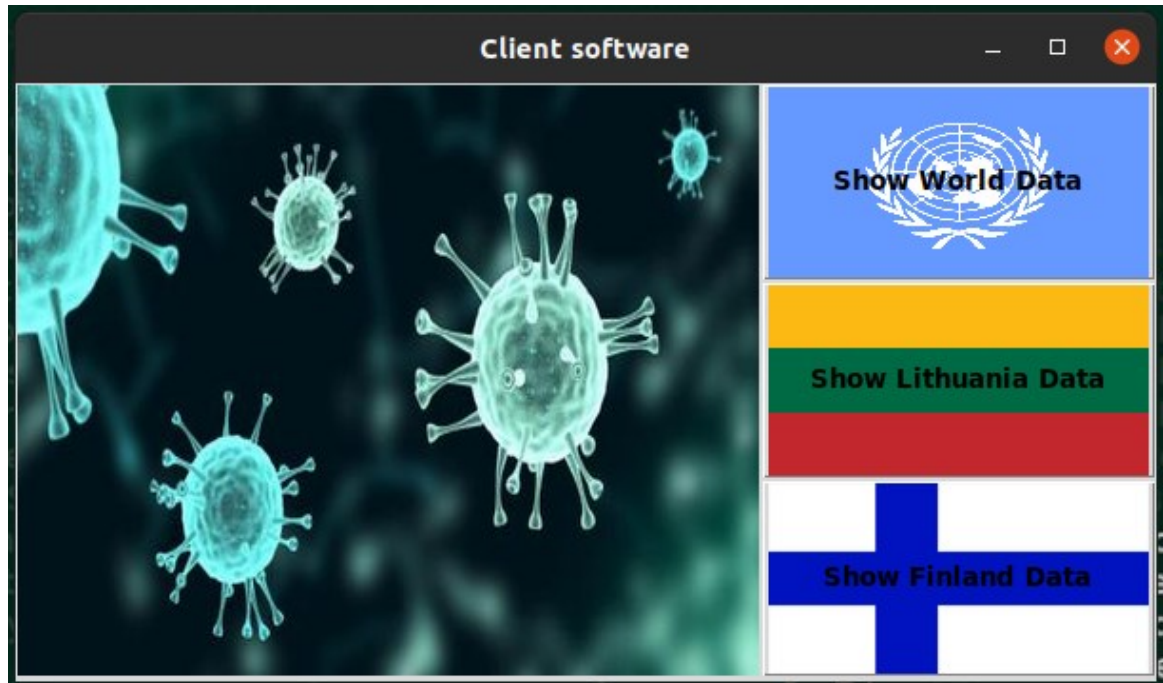 Client software
Show World Data
Show Lithuania Data
Show Finland Data